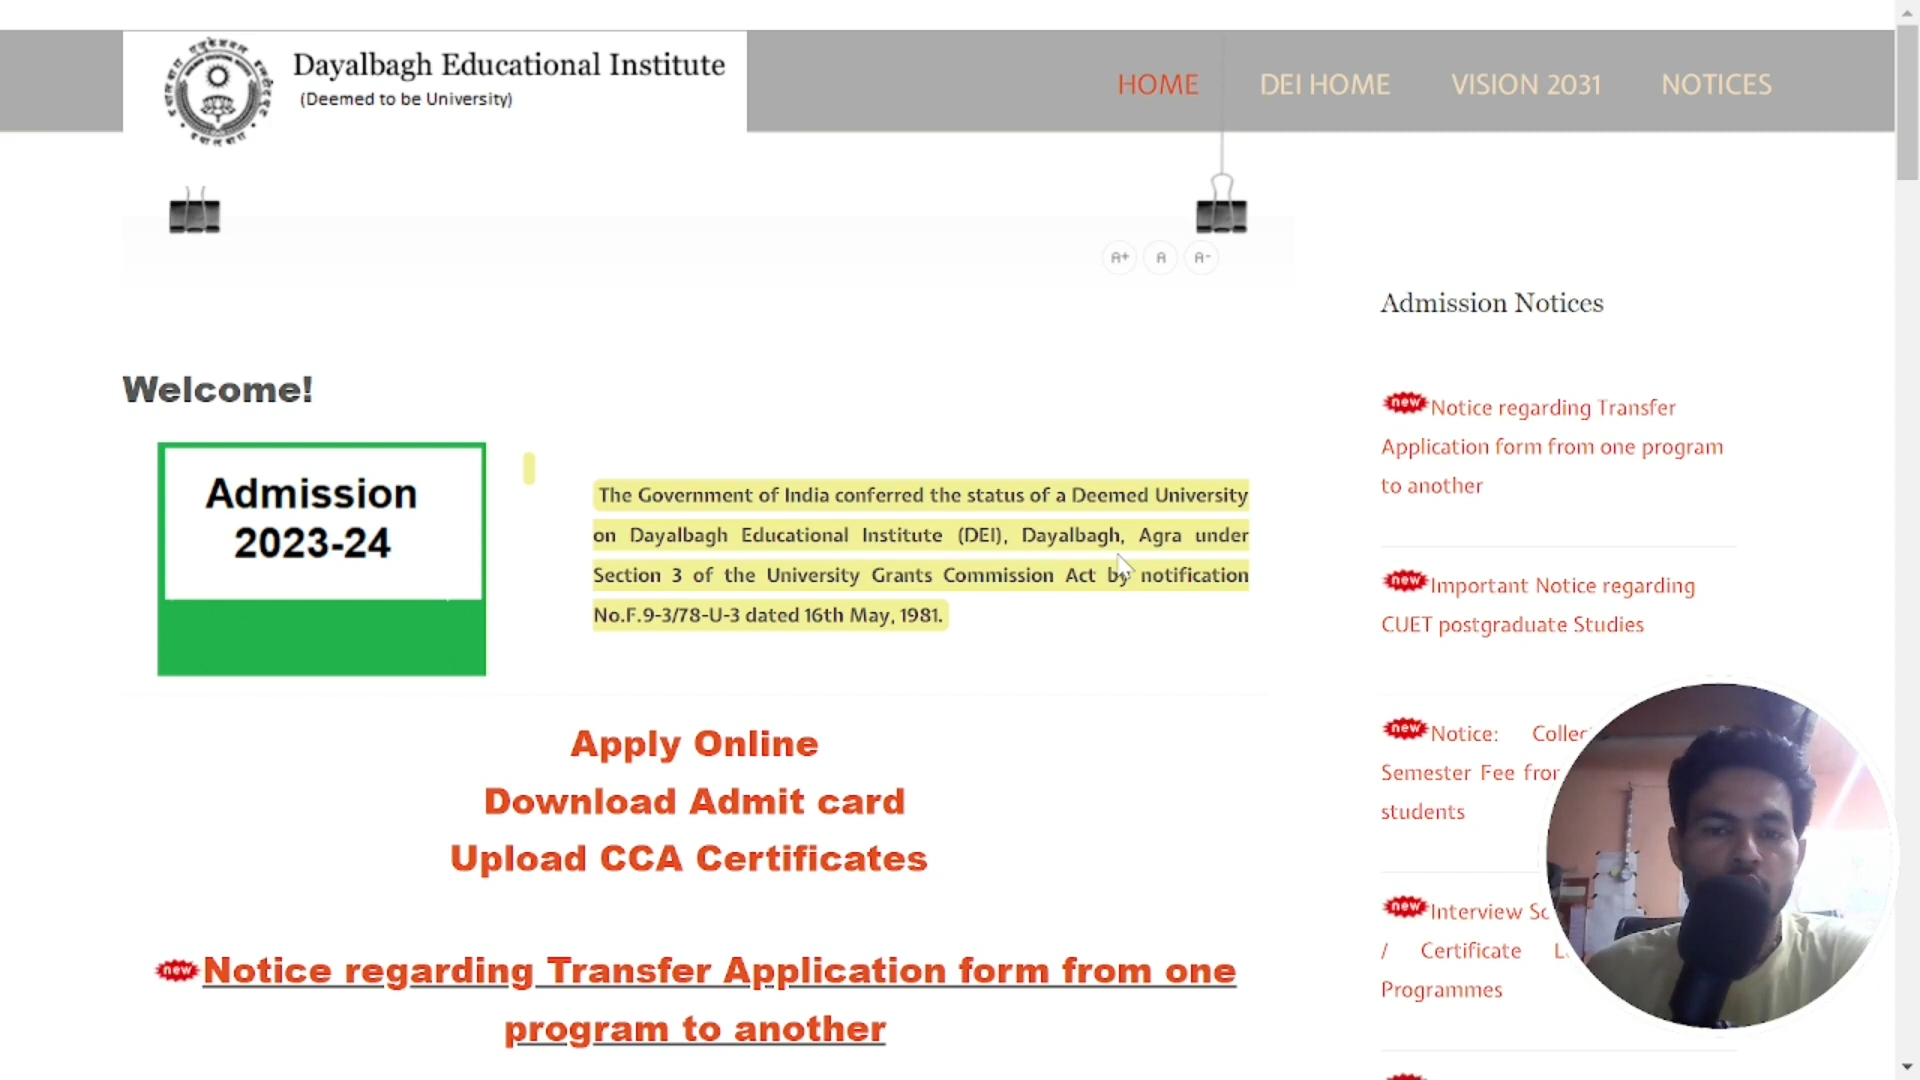 Dayalbagh Educational Institute
(Deemed to be University)
HOME
DEI HOME
VISION 2031
NOTICES
A+
A
A-
Welcome!
Admission
2023-24
The Government of India conferred the status of a Deemed University
on Dayalbagh Educational Institute (DEI), Dayalbagh, Agra under
Section 3 of the University Grants Commission Act by notification
No.F.9-3/78-U-3 dated 16th May, 1981.
Apply Online
Download Admit card
Upload CCA Certificates
new Notice regarding Transfer Application form from one
program to another
Admission Notices
new Notice regarding Transfer
Application form from one program
to another
new Important Notice regarding
CUET postgraduate Studies
new Notice:
Semester Fee
students
new Interview
/ Certificate
Programmes